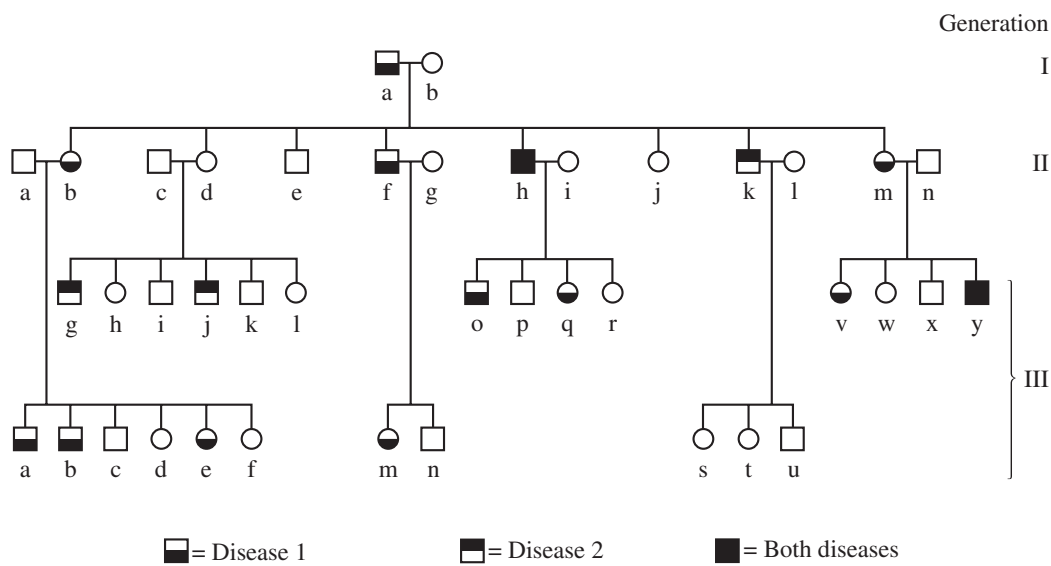 Generation
I
a b
II
a b c d e f g h i j k l m n
g h i j k l o p q r v w x y
III
a b c d e f m n s t u
= Disease 1 = Disease 2 = Both diseases